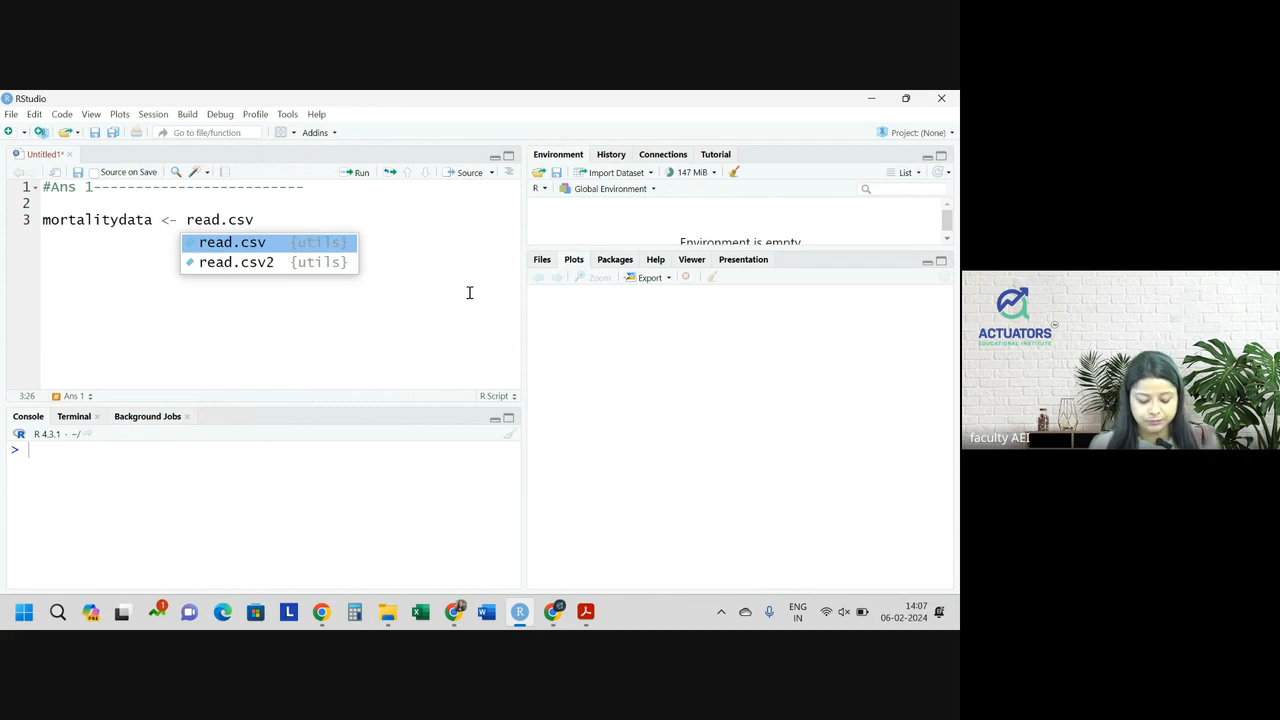 RStudio
File Edit Code View Plots Session Build Debug Profile Tools Help
Go to file/function Addins Project: (None)
Untitled1*
Source on Save Run Source
1 #Ans 1-------------------------
2
3 mortalitydata <- read.csv
read.csv {utils}
read.csv2 {utils}
3:26 Ans 1 R Script
Console Terminal Background Jobs
R 4.3.1 · ~/
>
Environment History Connections Tutorial
Import Dataset 147 MiB List
R Global Environment
Environment is empty
Files Plots Packages Help Viewer Presentation
Zoom Export
ACTUATORS
EDUCATIONAL INSTITUTE
faculty AEI
ENG
IN
14:07
06-02-2024